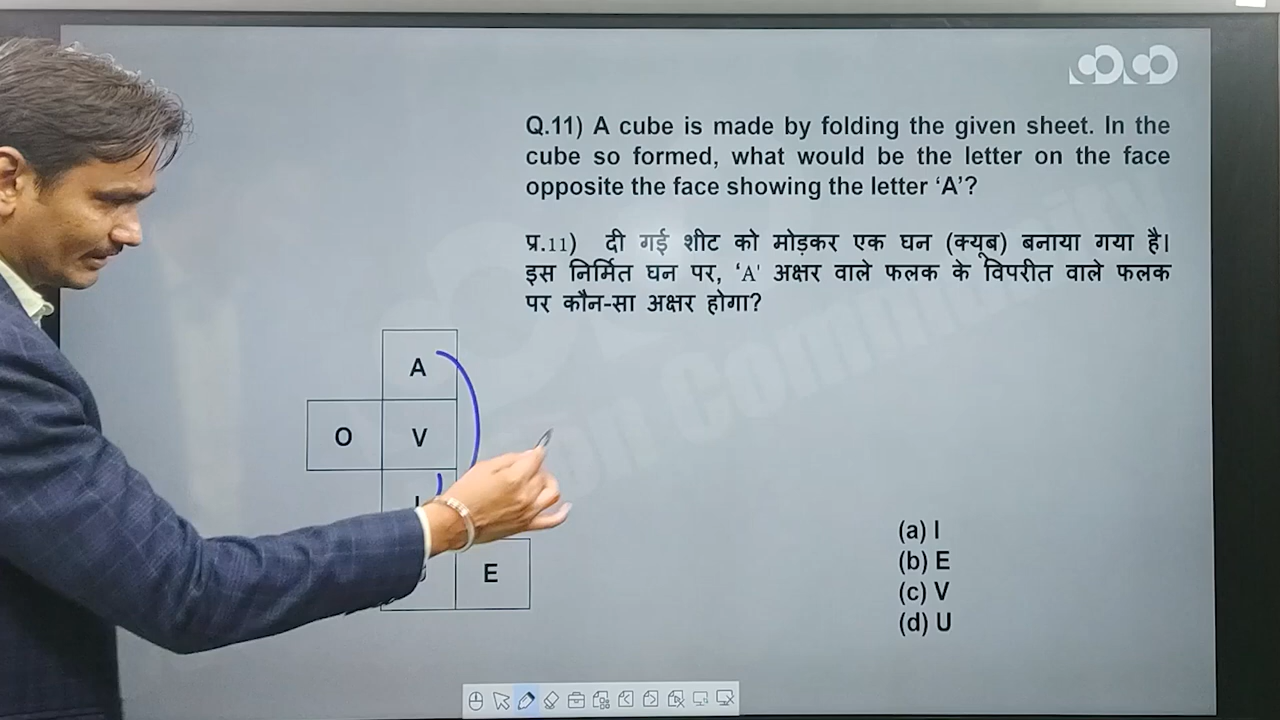 Q.11) A cube is made by folding the given sheet. In the
cube so formed, what would be the letter on the face
opposite the face showing the letter ‘A’?
प्र.11) दी गई शीट को मोड़कर एक घन (क्यूब) बनाया गया है।
इस निर्मित घन पर, ‘A' अक्षर वाले फलक के विपरीत वाले फलक
पर कौन-सा अक्षर होगा?
A
O V
E
(a) I
(b) E
(c) V
(d) U